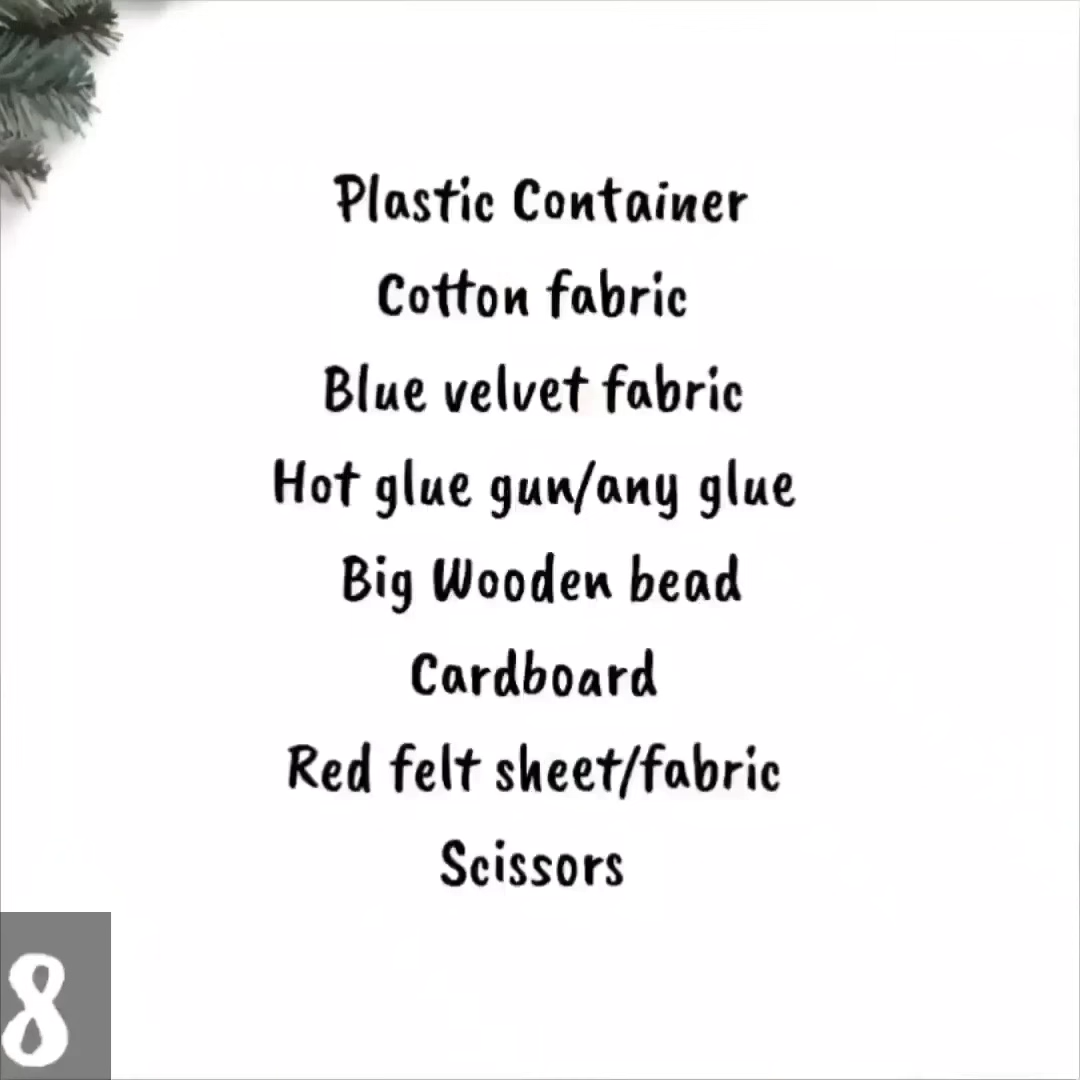 Plastic Container
Cotton fabric
Blue velvet fabric
Hot glue gun/any glue
Big Wooden bead
Cardboard
Red felt sheet/fabric
Scissors
8